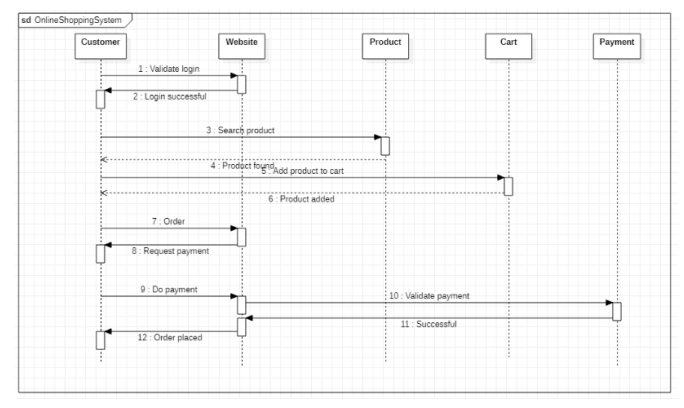 sd OnlineShoppingSystem
Customer
Website
Product
Cart
Payment
1 : Validate login
2 : Login successful
3 : Search product
4 : Product found
5 : Add product to cart
6 : Product added
7 : Order
8 : Request payment
9 : Do payment
10 : Validate payment
11 : Successful
12 : Order placed